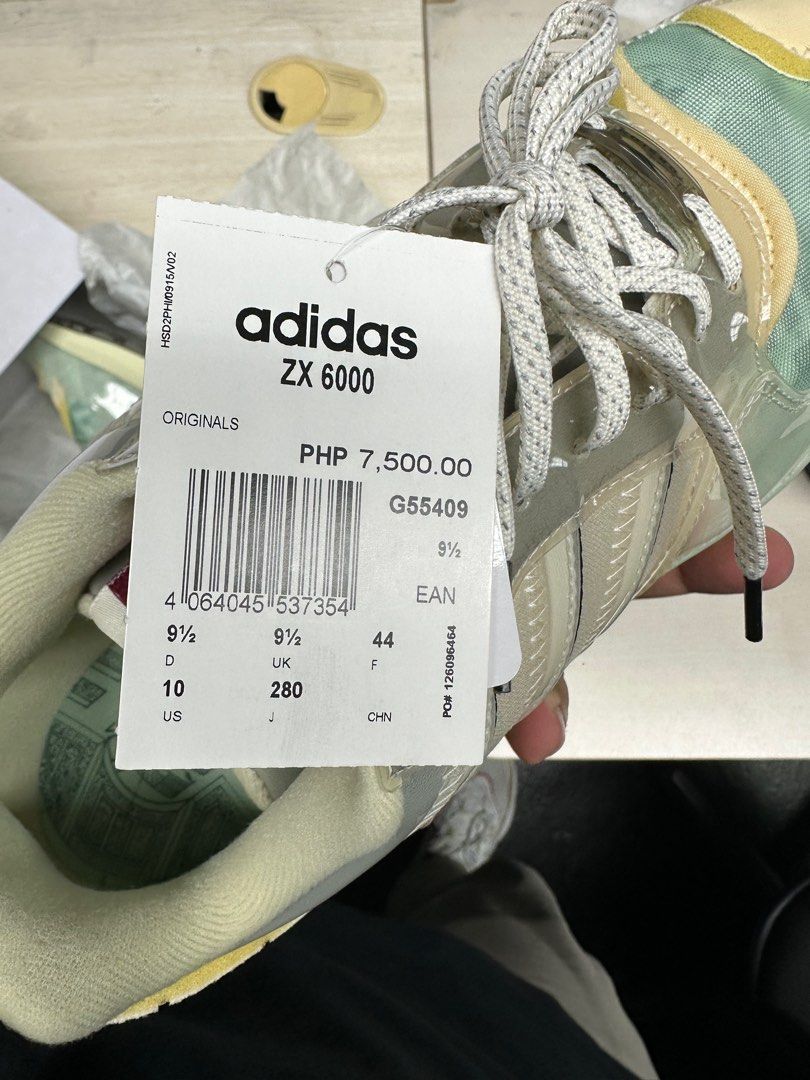 HSD2PHI/0915/V02
adidas
ZX 6000
ORIGINALS
PHP 7,500.00
G55409
9½
4 064045 537354
EAN
9½ 9½ 44
D UK F
10 280
US J CHN
PO# 126096464